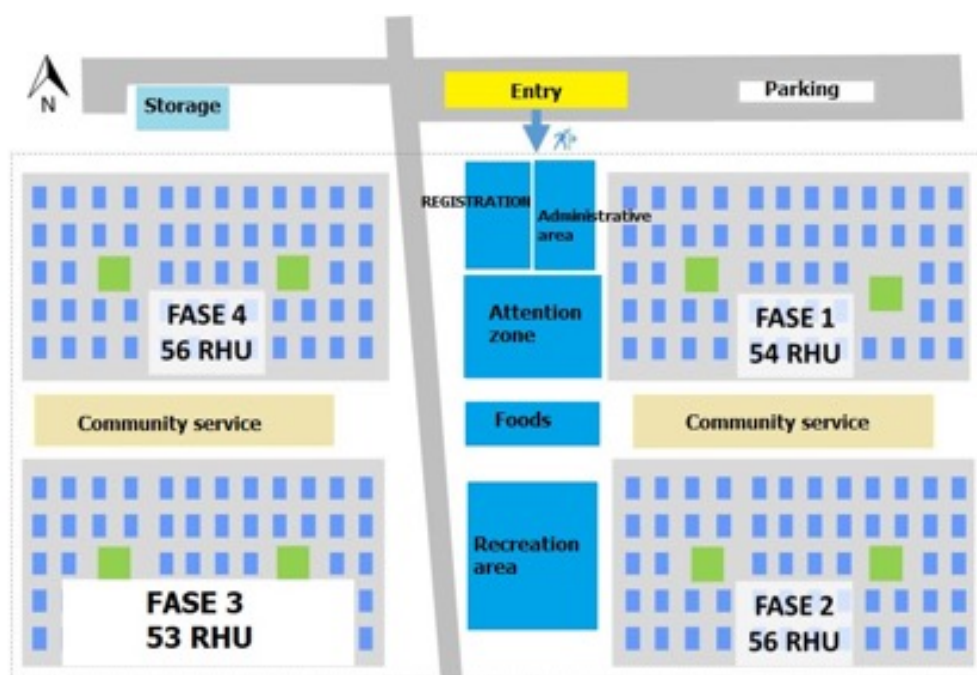 Entry
Parking
Storage
N
REGISTRATION
Administrative
area
FASE 4
56 RHU
Attention
zone
FASE 1
54 RHU
Community service
Foods
Community service
FASE 3
53 RHU
Recreation
area
FASE 2
56 RHU